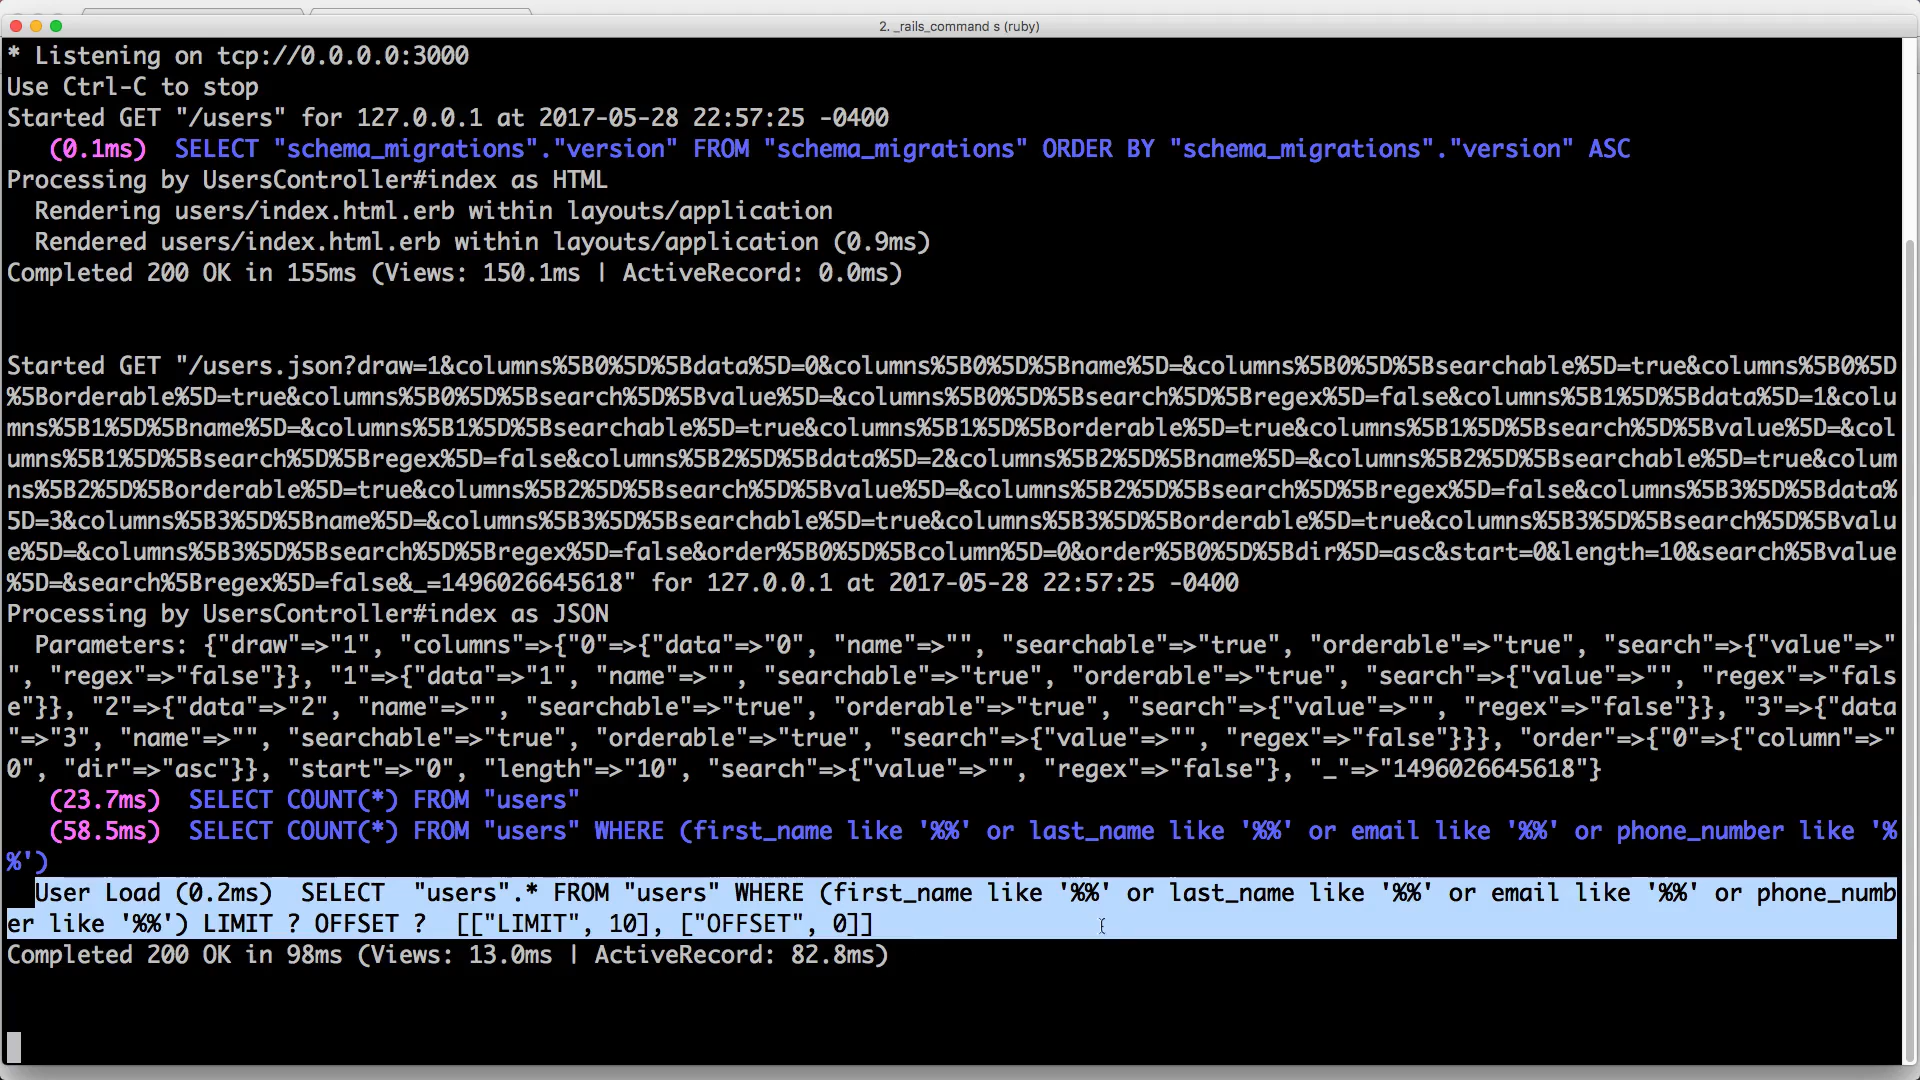 2. _rails_command s (ruby)
* Listening on tcp://0.0.0.0:3000
Use Ctrl-C to stop
Started GET "/users" for 127.0.0.1 at 2017-05-28 22:57:25 -0400
(0.1ms)  SELECT "schema_migrations"."version" FROM "schema_migrations" ORDER BY "schema_migrations"."version" ASC
Processing by UsersController#index as HTML
Rendering users/index.html.erb within layouts/application
Rendered users/index.html.erb within layouts/application (0.9ms)
Completed 200 OK in 155ms (Views: 150.1ms | ActiveRecord: 0.0ms)
Started GET "/users.json?draw=1&columns%5B0%5D%5Bdata%5D=0&columns%5B0%5D%5Bname%5D=&columns%5B0%5D%5Bsearchable%5D=true&columns%5B0%5D
%5Borderable%5D=true&columns%5B0%5D%5Bsearch%5D%5Bvalue%5D=&columns%5B0%5D%5Bsearch%5D%5Bregex%5D=false&columns%5B1%5D%5Bdata%5D=1&colu
mns%5B1%5D%5Bname%5D=&columns%5B1%5D%5Bsearchable%5D=true&columns%5B1%5D%5Borderable%5D=true&columns%5B1%5D%5Bsearch%5D%5Bvalue%5D=&col
umns%5B1%5D%5Bsearch%5D%5Bregex%5D=false&columns%5B2%5D%5Bdata%5D=2&columns%5B2%5D%5Bname%5D=&columns%5B2%5D%5Bsearchable%5D=true&colum
ns%5B2%5D%5Borderable%5D=true&columns%5B2%5D%5Bsearch%5D%5Bvalue%5D=&columns%5B2%5D%5Bsearch%5D%5Bregex%5D=false&columns%5B3%5D%5Bdata%
5D=3&columns%5B3%5D%5Bname%5D=&columns%5B3%5D%5Bsearchable%5D=true&columns%5B3%5D%5Borderable%5D=true&columns%5B3%5D%5Bsearch%5D%5Bvalu
e%5D=&columns%5B3%5D%5Bsearch%5D%5Bregex%5D=false&order%5B0%5D%5Bcolumn%5D=0&order%5B0%5D%5Bdir%5D=asc&start=0&length=10&search%5Bvalue
%5D=&search%5Bregex%5D=false&_=1496026645618" for 127.0.0.1 at 2017-05-28 22:57:25 -0400
Processing by UsersController#index as JSON
Parameters: {"draw"=>"1", "columns"=>{"0"=>{"data"=>"0", "name"=>"", "searchable"=>"true", "orderable"=>"true", "search"=>{"value"=>"
", "regex"=>"false"}}, "1"=>{"data"=>"1", "name"=>"", "searchable"=>"true", "orderable"=>"true", "search"=>{"value"=>"", "regex"=>"fals
e"}}, "2"=>{"data"=>"2", "name"=>"", "searchable"=>"true", "orderable"=>"true", "search"=>{"value"=>"", "regex"=>"false"}}, "3"=>{"data
"=>"3", "name"=>"", "searchable"=>"true", "orderable"=>"true", "search"=>{"value"=>"", "regex"=>"false"}}}, "order"=>{"0"=>{"column"=>"
0", "dir"=>"asc"}}, "start"=>"0", "length"=>"10", "search"=>{"value"=>"", "regex"=>"false"}, "_"=>"1496026645618"}
(23.7ms)  SELECT COUNT(*) FROM "users"
(58.5ms)  SELECT COUNT(*) FROM "users" WHERE (first_name like '%%' or last_name like '%%' or email like '%%' or phone_number like '%
%')
User Load (0.2ms)  SELECT  "users".* FROM "users" WHERE (first_name like '%%' or last_name like '%%' or email like '%%' or phone_numb
er like '%%') LIMIT ? OFFSET ?  [["LIMIT", 10], ["OFFSET", 0]]
Completed 200 OK in 98ms (Views: 13.0ms | ActiveRecord: 82.8ms)